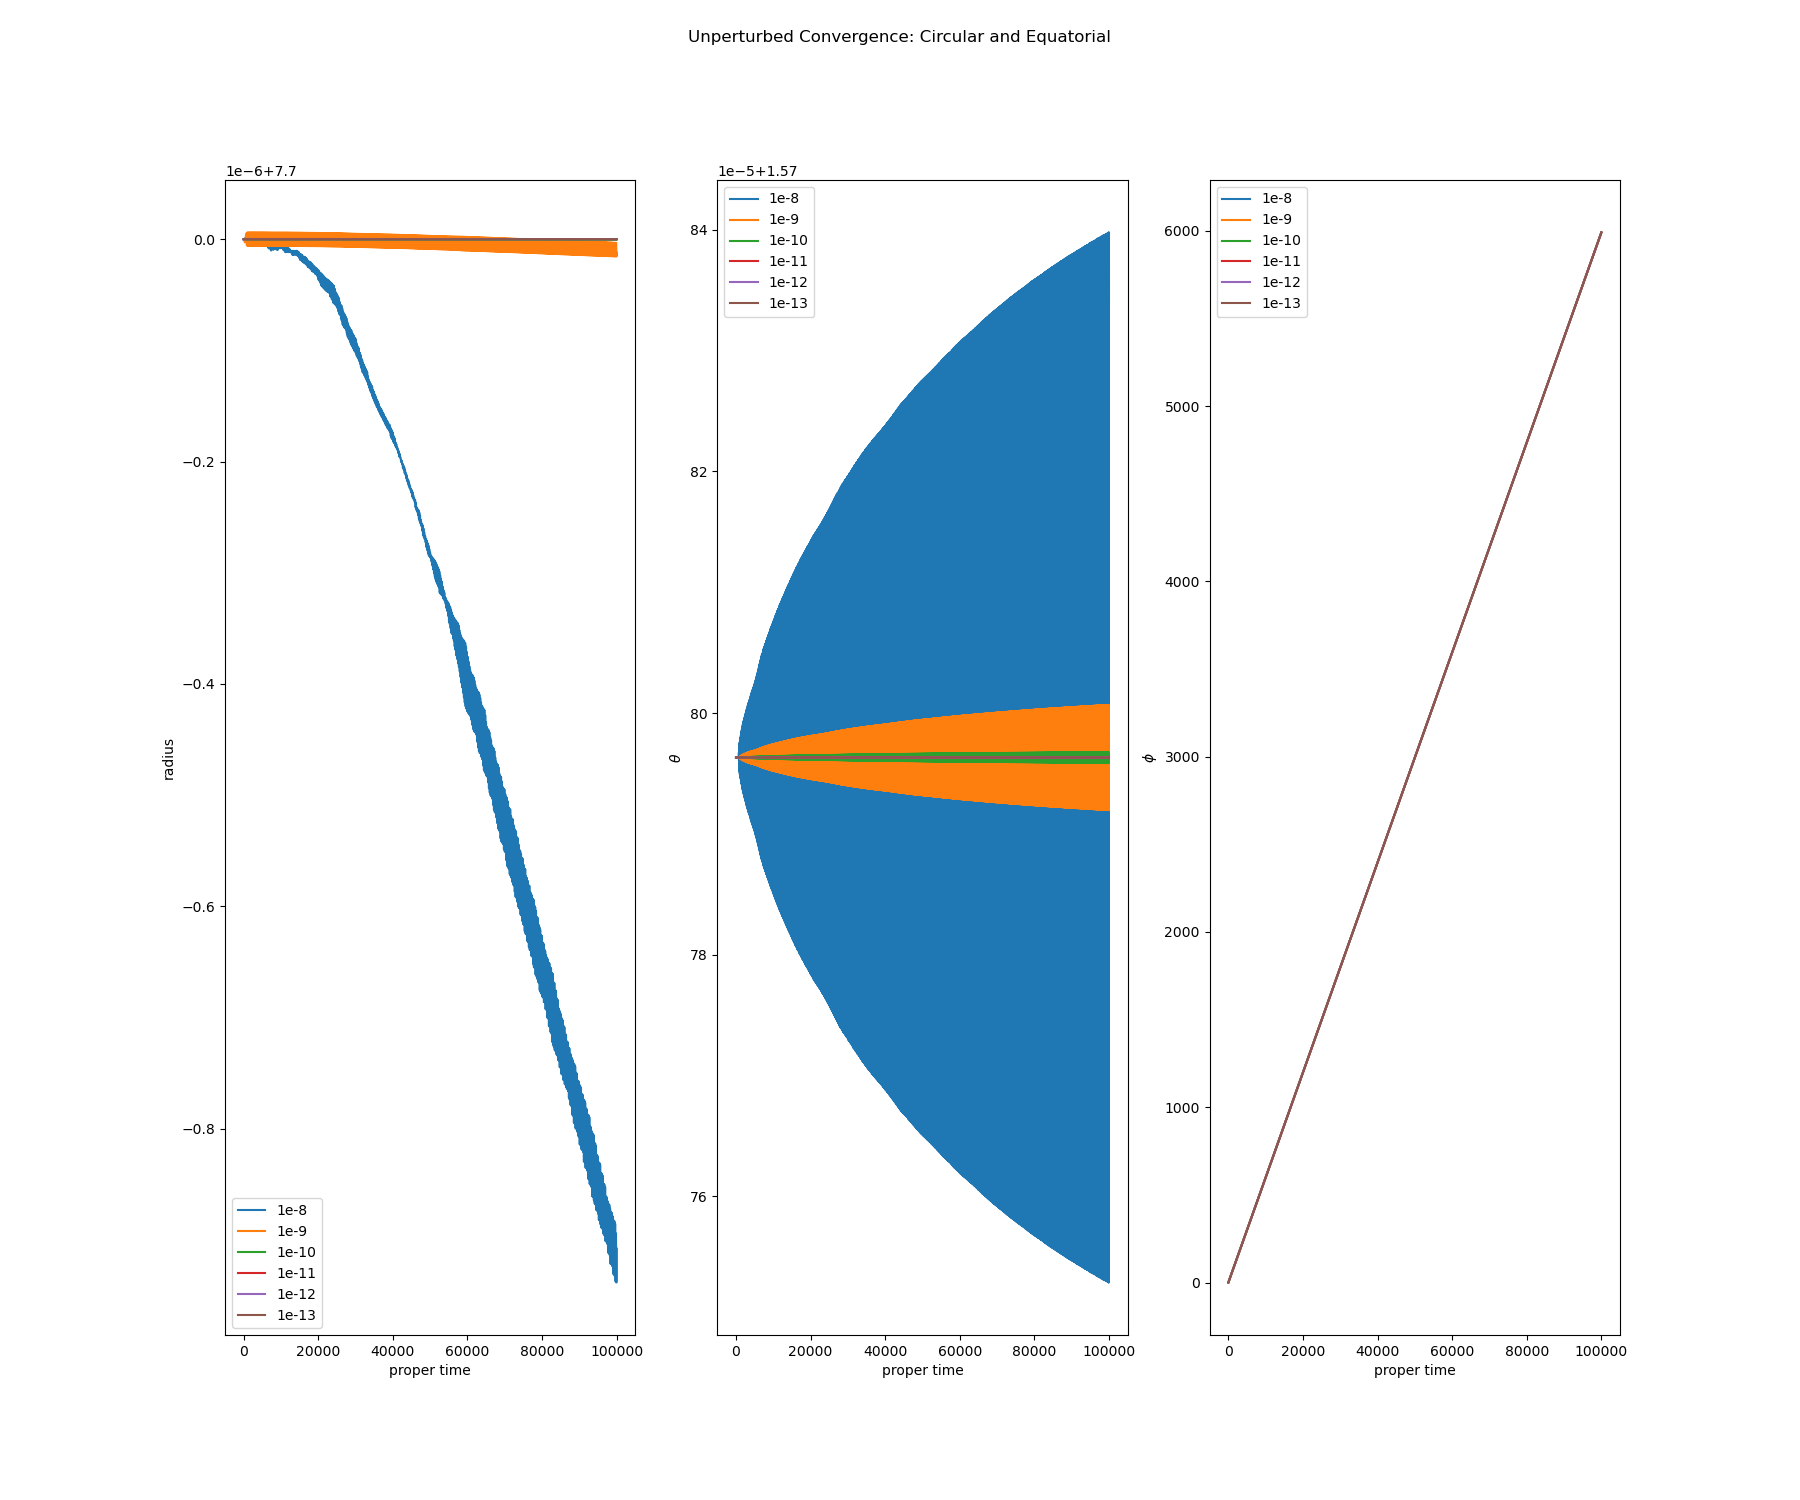 Unperturbed Convergence: Circular and Equatorial
1e−6+7.7
0.0
−0.2
−0.4
−0.6
−0.8
radius
1e-8
1e-9
1e-10
1e-11
1e-12
1e-13
0 20000 40000 60000 80000 100000
proper time
1e−5+1.57
84
82
80
78
76
θ
1e-8
1e-9
1e-10
1e-11
1e-12
1e-13
0 20000 40000 60000 80000 100000
proper time
6000
5000
4000
3000
2000
1000
0
ϕ
1e-8
1e-9
1e-10
1e-11
1e-12
1e-13
0 20000 40000 60000 80000 100000
proper time